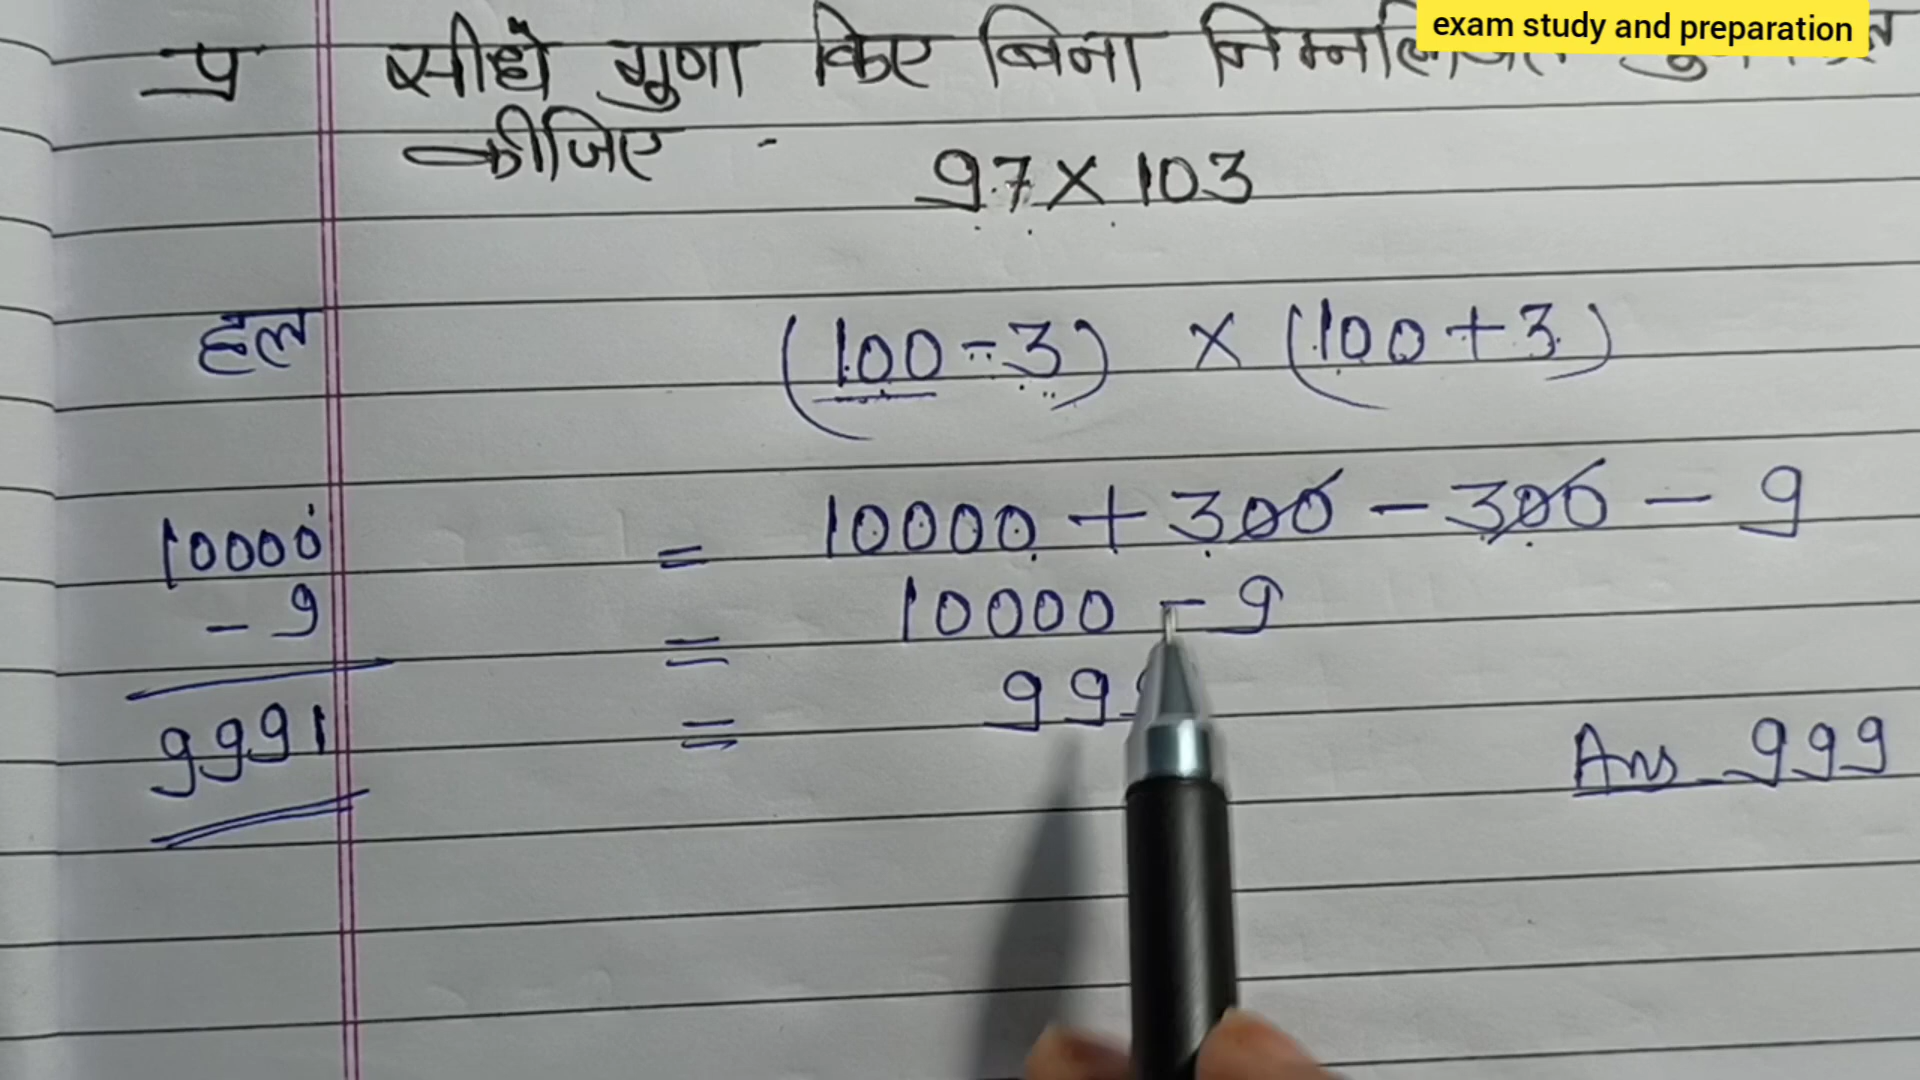 exam study and preparation
प्र सीधे गुणा किए बिना
कीजिए -
97 × 103
हल (100 - 3) × (100 + 3)
= 10000 + 300 - 300 - 9
10000
- 9
9991
= 10000 - 9
= 99
Ans 999